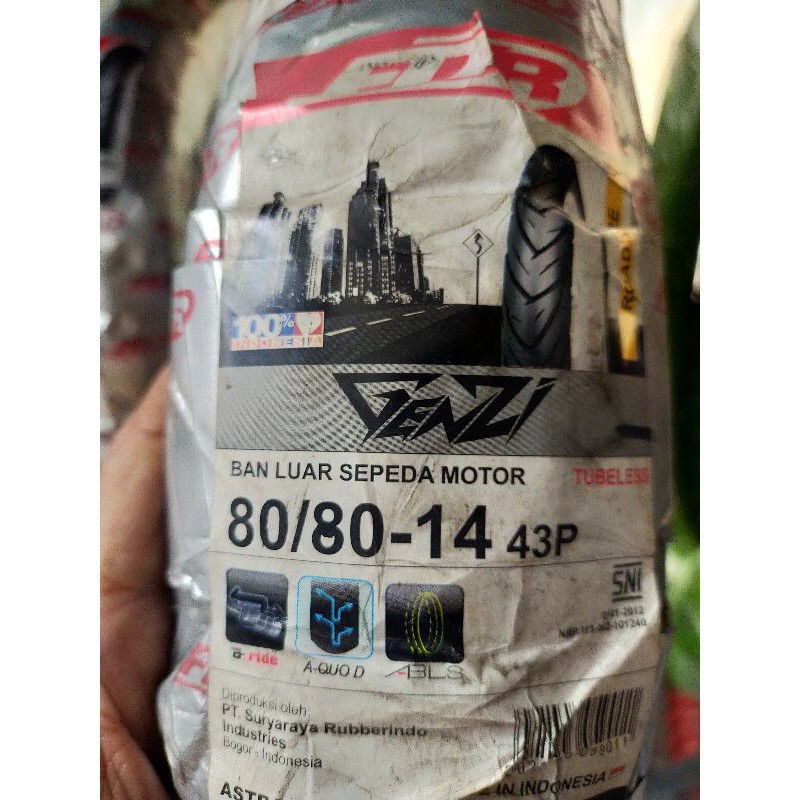 FDR
100%
INDONESIA
GENZI
BAN LUAR SEPEDA MOTOR
TUBELESS
80/80-14 43P
SNI
a ride
A-QUO D
ABLS
Diproduksi oleh:
PT. Suryaraya Rubberindo
Industries
Bogor - Indonesia
IN INDONESIA